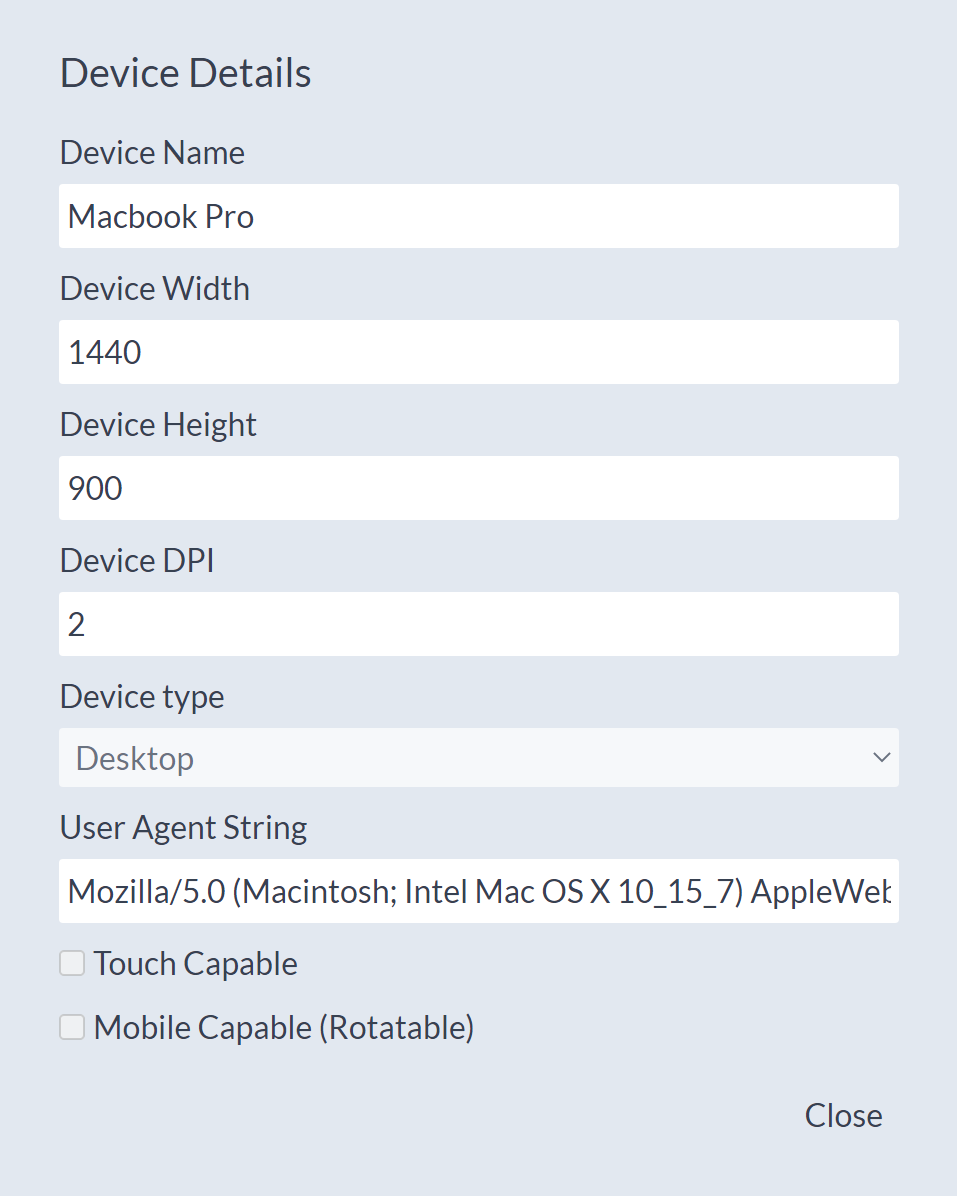 Device Details
Device Name
Macbook Pro
Device Width
1440
Device Height
900
Device DPI
2
Device type
Desktop
User Agent String
Mozilla/5.0 (Macintosh; Intel Mac OS X 10_15_7) AppleWeb
Touch Capable
Mobile Capable (Rotatable)
Close